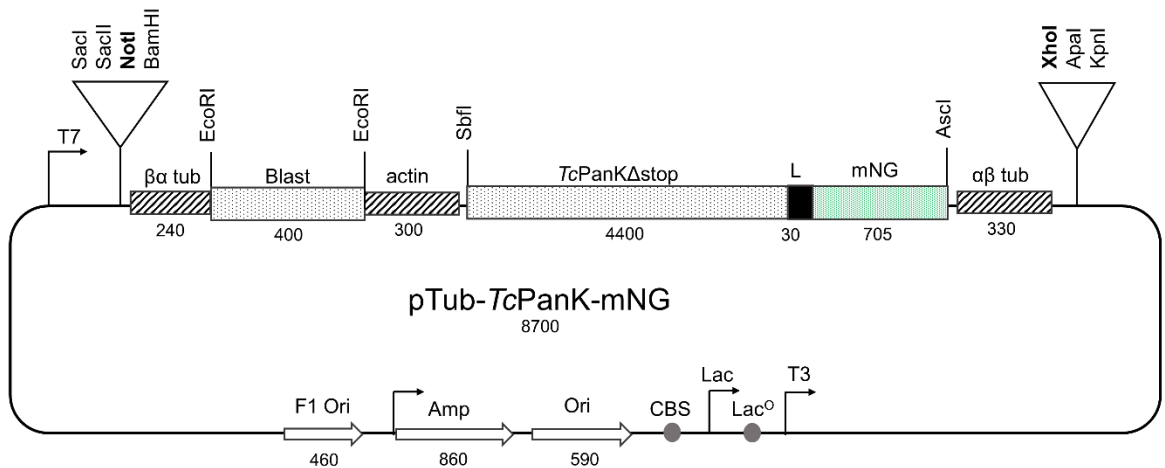 SacI
SacII
NotI
BamHI
XhoI
ApaI
KpnI
T7
EcoRI
EcoRI
SbfI
AscI
βα tub
Blast
actin
TcPanKΔstop
L
mNG
αβ tub
240
400
300
4400
30
705
330
pTub-TcPanK-mNG
8700
F1 Ori
Amp
Ori
CBS
Lac
Lacᴼ
T3
460
860
590